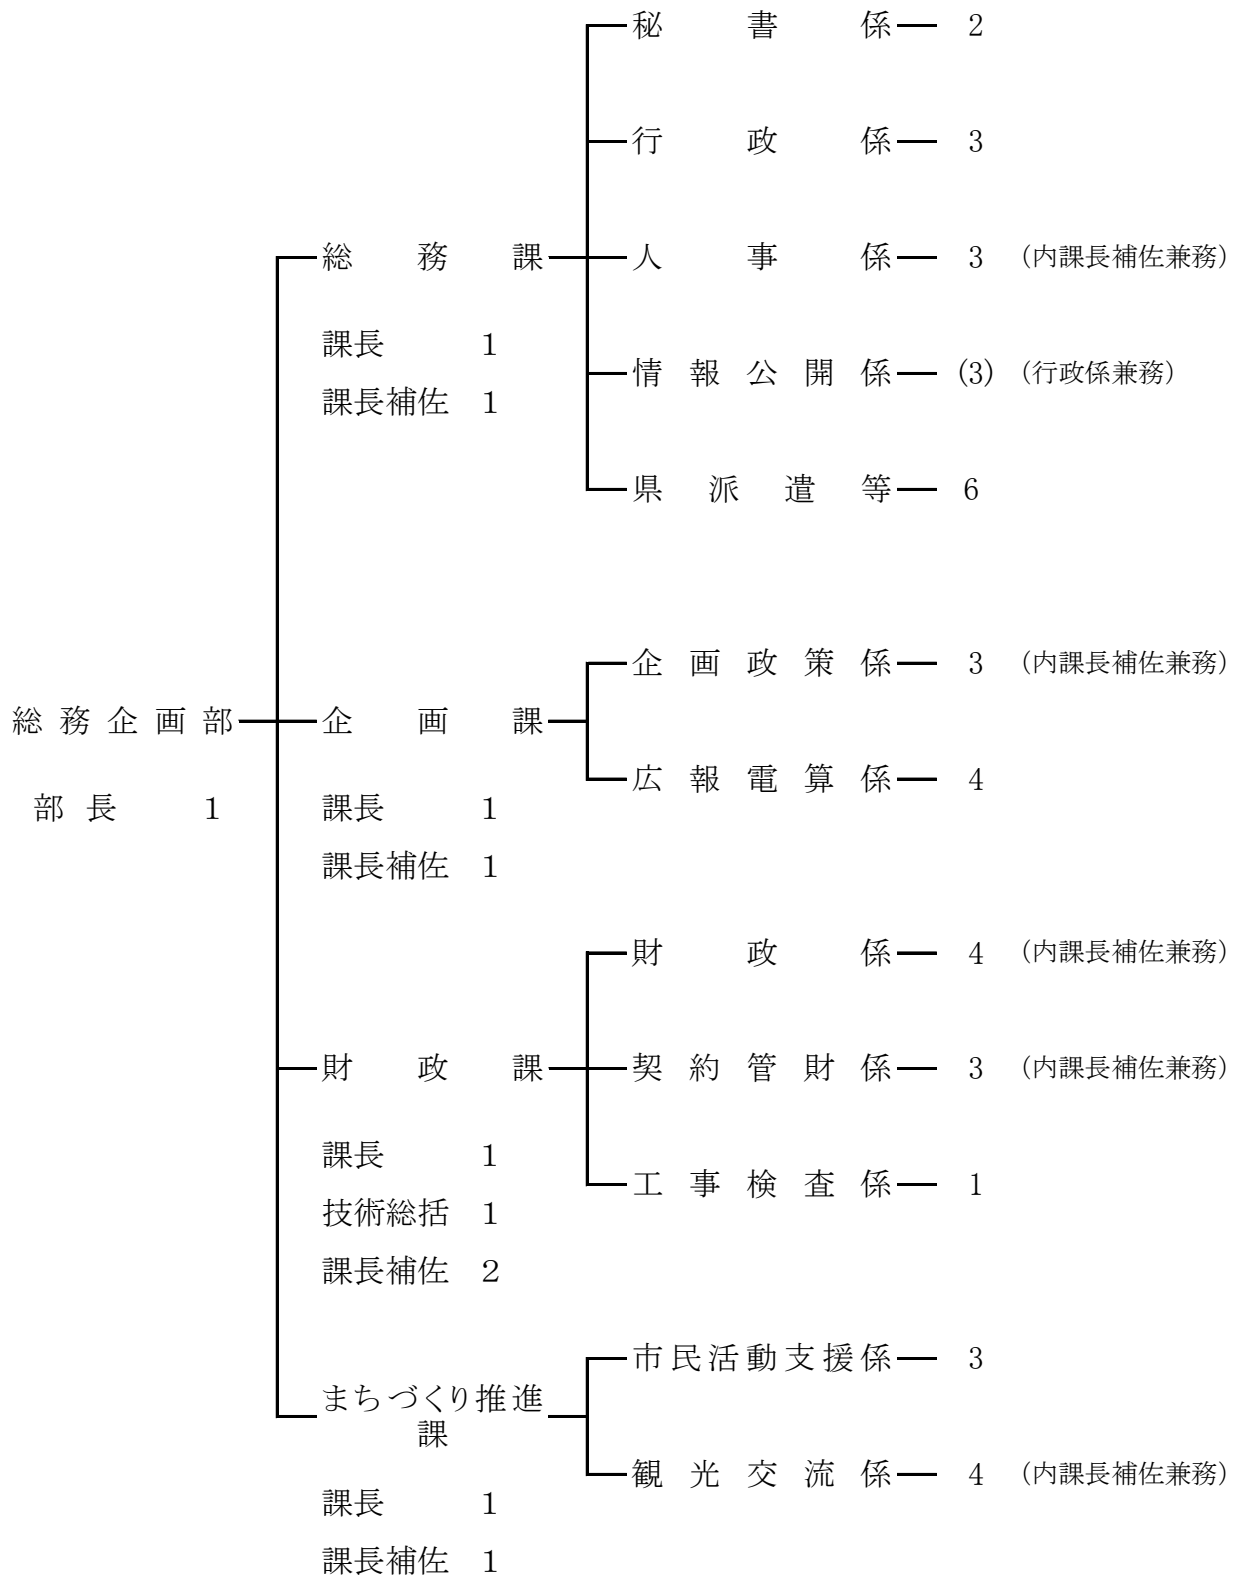 秘書係 2
行政係 3
総務課 人事係 3 (内課長補佐兼務)
課長 1
情報公開係 (3) (行政係兼務)
課長補佐 1
県派遣等 6
企画政策係 3 (内課長補佐兼務)
総務企画部 企画課
広報電算係 4
部長 1 課長 1
課長補佐 1
財政係 4 (内課長補佐兼務)
財政課 契約管財係 3 (内課長補佐兼務)
課長 1
工事検査係 1
技術総括 1
課長補佐 2
市民活動支援係 3
まちづくり推進
課
観光交流係 4 (内課長補佐兼務)
課長 1
課長補佐 1